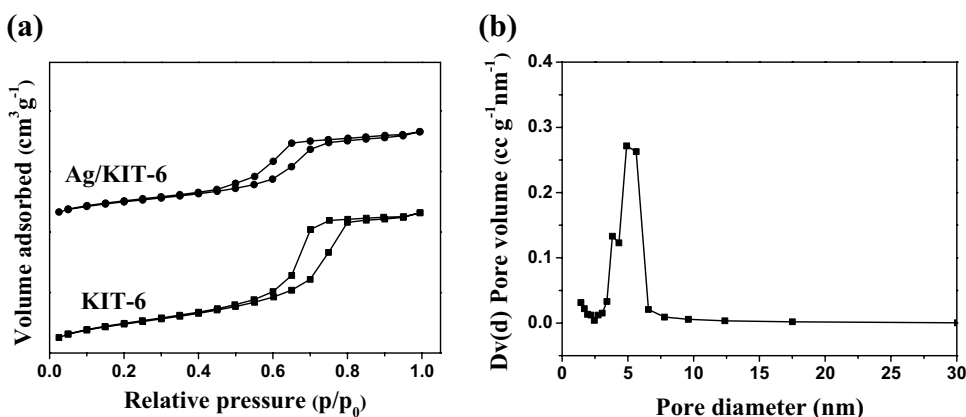 (a)
Volume adsorbed (cm³g⁻¹)
Ag/KIT-6
KIT-6
0.0 0.2 0.4 0.6 0.8 1.0
Relative pressure (p/p₀)
(b)
Dv(d) Pore volume (cc g⁻¹nm⁻¹)
0.4
0.3
0.2
0.1
0.0
0 5 10 15 20 25 30
Pore diameter (nm)